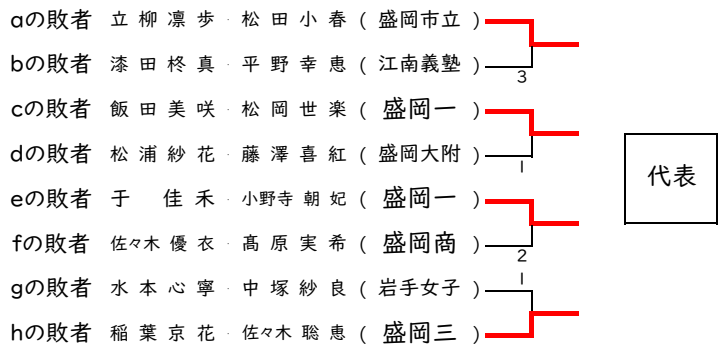 aの敗者 立柳凛歩・松田小春(盛岡市立)
bの敗者 漆田柊真・平野幸恵(江南義塾)
3
cの敗者 飯田美咲・松岡世楽(盛岡一)
dの敗者 松浦紗花・藤澤喜紅(盛岡大附)
1
代表
eの敗者 于 佳禾・小野寺朝妃(盛岡一)
fの敗者 佐々木優衣・髙原実希(盛岡商)
2
1
gの敗者 水本心寧・中塚紗良(岩手女子)
hの敗者 稲葉京花・佐々木聡恵(盛岡三)